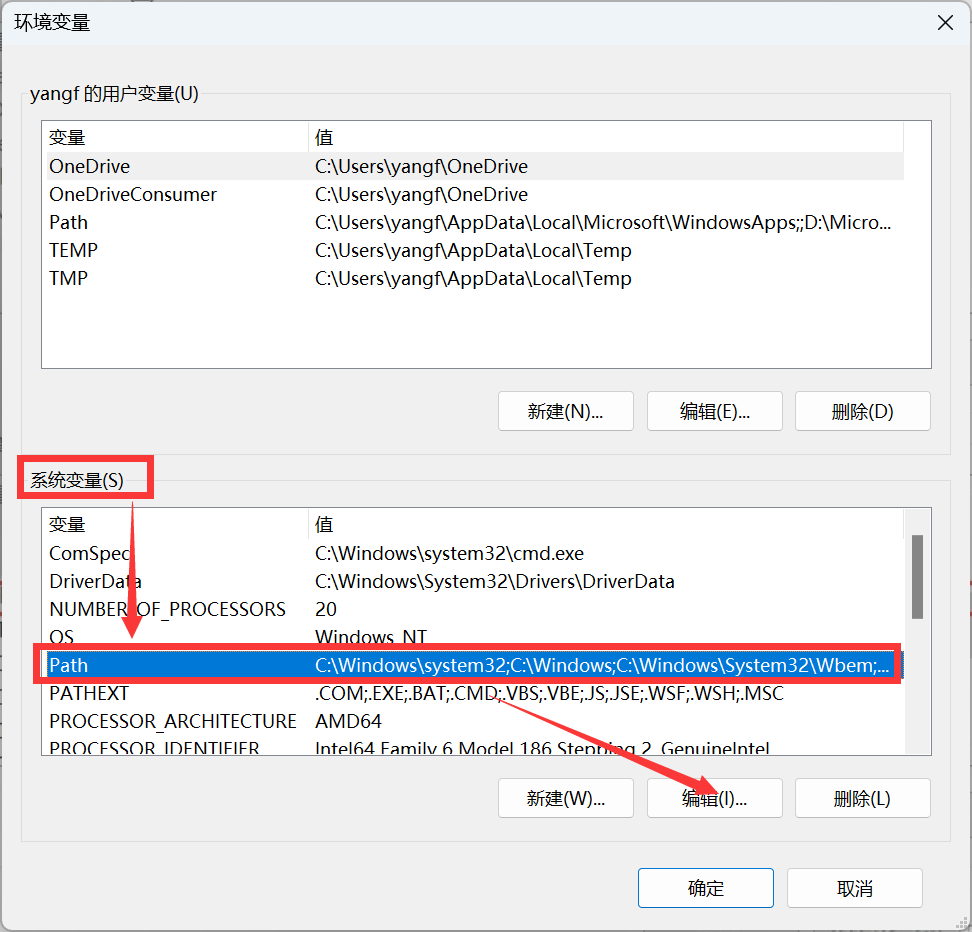 环境变量
yangf 的用户变量(U)
变量 值
OneDrive C:\Users\yangf\OneDrive
OneDriveConsumer C:\Users\yangf\OneDrive
Path C:\Users\yangf\AppData\Local\Microsoft\WindowsApps;;D:\Micro...
TEMP C:\Users\yangf\AppData\Local\Temp
TMP C:\Users\yangf\AppData\Local\Temp
新建(N)... 编辑(E)... 删除(D)
系统变量(S)
变量 值
ComSpec C:\Windows\system32\cmd.exe
DriverData C:\Windows\System32\Drivers\DriverData
NUMBER_OF_PROCESSORS 20
OS Windows_NT
Path C:\Windows\system32;C:\Windows;C:\Windows\System32\Wbem;...
PATHEXT .COM;.EXE;.BAT;.CMD;.VBS;.VBE;.JS;.JSE;.WSF;.WSH;.MSC
PROCESSOR_ARCHITECTURE AMD64
PROCESSOR_IDENTIFIER Intel64 Family 6 Model 186 Stepping 2, GenuineIntel
新建(W)... 编辑(I)... 删除(L)
确定 取消